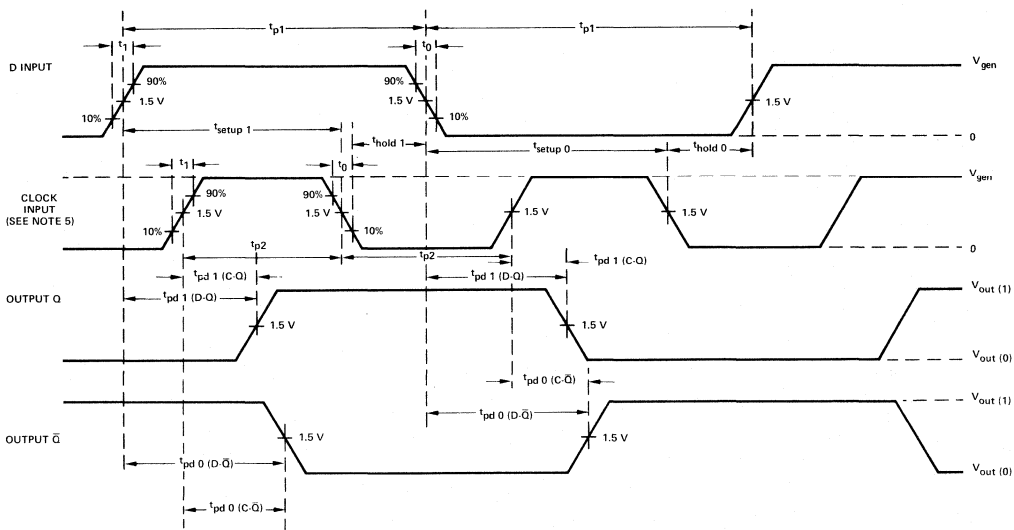 tp1
tp1
t1
t0
D INPUT
90%
90%
Vgen
1.5 V
1.5 V
1.5 V
10%
10%
tsetup 1
thold 1
0
tsetup 0
thold 0
t1
t0
Vgen
CLOCK
INPUT
(SEE NOTE 5)
90%
90%
1.5 V
1.5 V
1.5 V
1.5 V
10%
10%
0
tp2
tp2
tpd 1 (C-Q)
tpd 1 (C-Q)
tpd 1 (D-Q)
tpd 1 (D-Q)
OUTPUT Q
Vout (1)
1.5 V
1.5 V
Vout (0)
tpd 0 (C-Q̅)
Vout (1)
tpd 0 (D-Q̅)
OUTPUT Q̅
1.5 V
1.5 V
tpd 0 (D-Q̅)
Vout (0)
tpd 0 (C-Q̅)